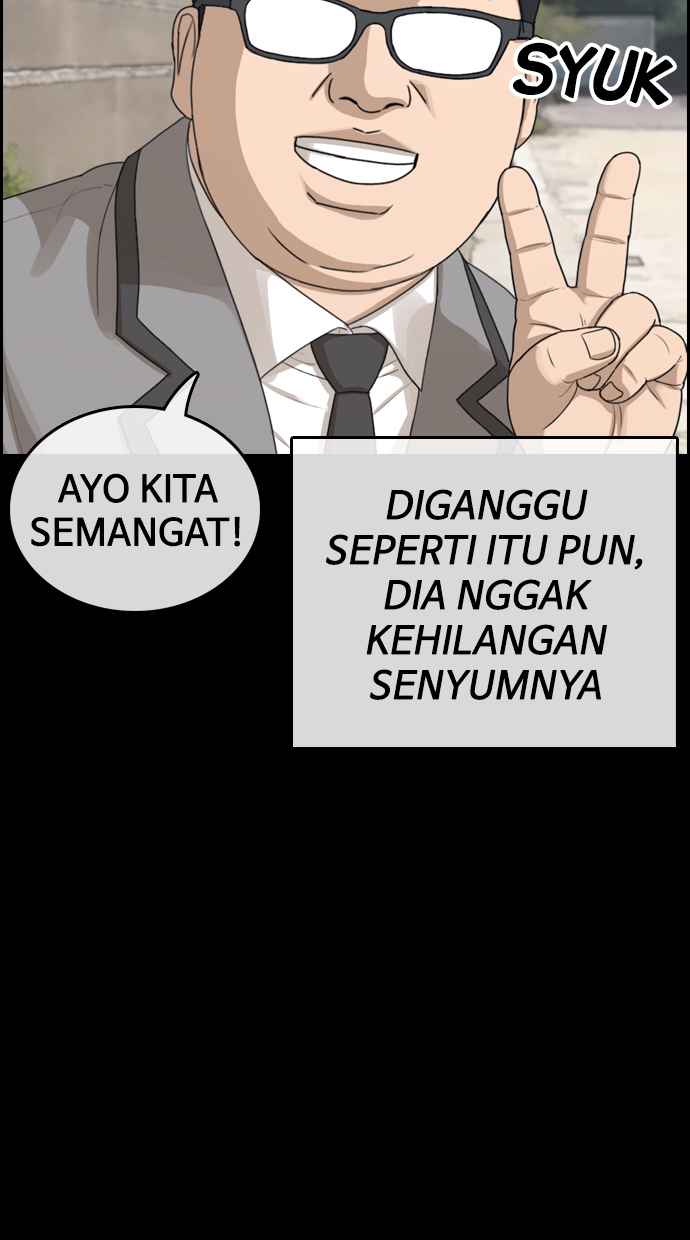 SYUK
AYO KITA
SEMANGAT!
DIGANGGU
SEPERTI ITU PUN,
DIA NGGAK
KEHILANGAN
SENYUMNYA